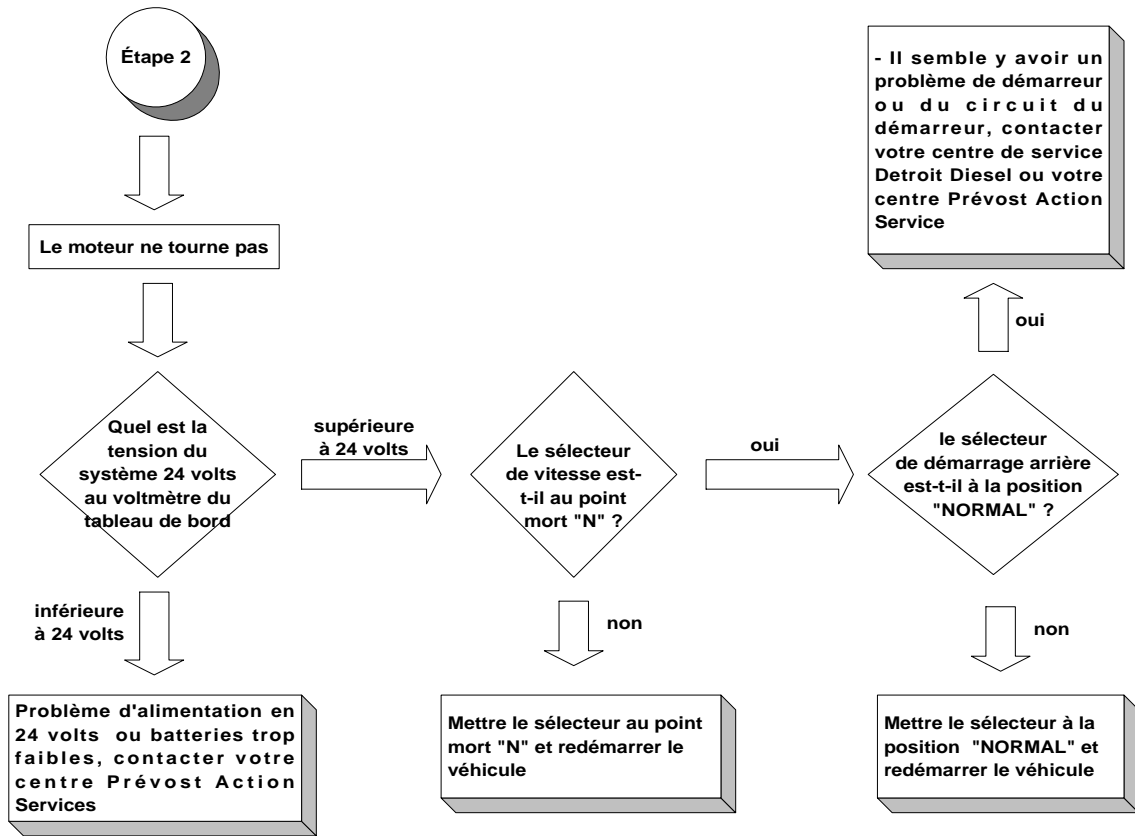 Étape 2
Le moteur ne tourne pas
Quel est la
tension du
système 24 volts
au voltmètre du
tableau de bord
supérieure
à 24 volts
inférieure
à 24 volts
Problème d'alimentation en
24 volts ou batteries trop
faibles, contacter votre
centre Prévost Action
Services
Le sélecteur
de vitesse est-
t-il au point
mort "N" ?
oui
non
Mettre le sélecteur au point
mort "N" et redémarrer le
véhicule
le sélecteur
de démarrage arrière
est-t-il à la position
"NORMAL" ?
oui
- Il semble y avoir un
problème de démarreur
ou du circuit du
démarreur, contacter
votre centre de service
Detroit Diesel ou votre
centre Prévost Action
Service
non
Mettre le sélecteur à la
position "NORMAL" et
redémarrer le véhicule